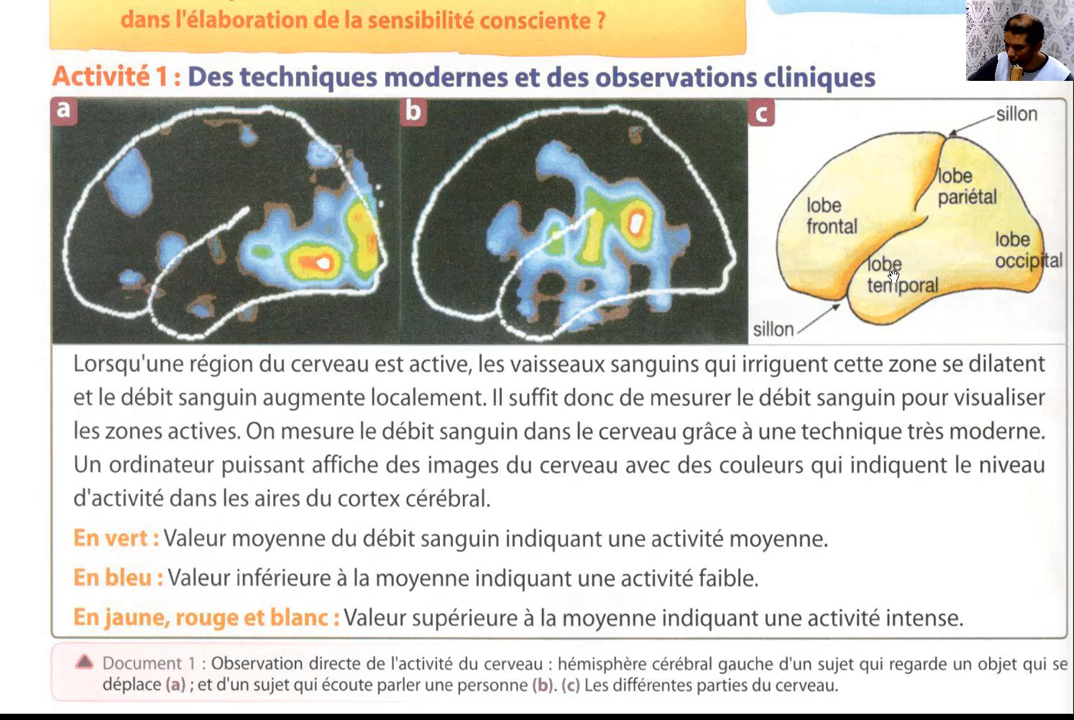 dans l'élaboration de la sensibilité consciente ?
Activité 1 : Des techniques modernes et des observations cliniques
a
b
c
sillon
lobe
pariétal
lobe
frontal
lobe
occipital
lobe
temporal
sillon
Lorsqu'une région du cerveau est active, les vaisseaux sanguins qui irriguent cette zone se dilatent
et le débit sanguin augmente localement. Il suffit donc de mesurer le débit sanguin pour visualiser
les zones actives. On mesure le débit sanguin dans le cerveau grâce à une technique très moderne.
Un ordinateur puissant affiche des images du cerveau avec des couleurs qui indiquent le niveau
d'activité dans les aires du cortex cérébral.
En vert : Valeur moyenne du débit sanguin indiquant une activité moyenne.
En bleu : Valeur inférieure à la moyenne indiquant une activité faible.
En jaune, rouge et blanc : Valeur supérieure à la moyenne indiquant une activité intense.
Document 1 : Observation directe de l'activité du cerveau : hémisphère cérébral gauche d'un sujet qui regarde un objet qui se
déplace (a) ; et d'un sujet qui écoute parler une personne (b). (c) Les différentes parties du cerveau.